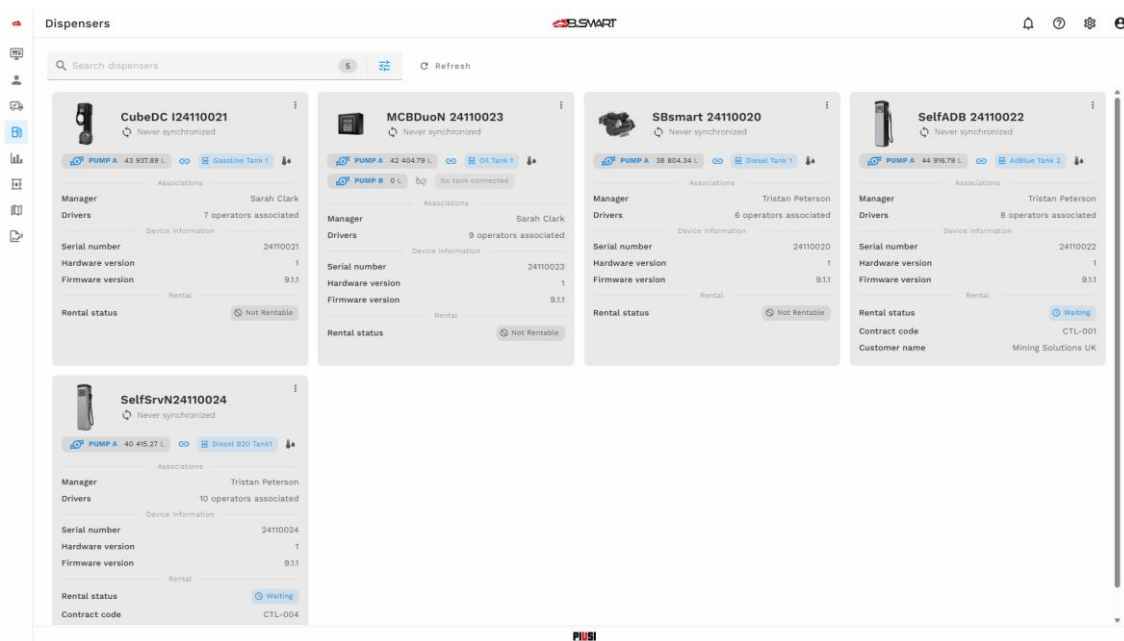 Dispensers
B.SMART
Search dispensers
5
Refresh
CubeDC I24110021
Never synchronized
PUMP A 43 937.89 L
Gasoline Tank 1
Associations
Manager Sarah Clark
Drivers 7 operators associated
Device information
Serial number 24110021
Hardware version 1
Firmware version 9.1.1
Rental
Rental status Not Rentable
MCBDuoN 24110023
Never synchronized
PUMP A 42 404.79 L
Oil Tank 1
PUMP B 0 L
No tank connected
Associations
Manager Sarah Clark
Drivers 9 operators associated
Device information
Serial number 24110023
Hardware version 1
Firmware version 9.1.1
Rental
Rental status Not Rentable
SBsmart 24110020
Never synchronized
PUMP A 38 804.34 L
Diesel Tank 1
Associations
Manager Tristan Peterson
Drivers 6 operators associated
Device information
Serial number 24110020
Hardware version 1
Firmware version 9.1.1
Rental
Rental status Not Rentable
SelfADB 24110022
Never synchronized
PUMP A 44 916.79 L
AdBlue Tank 2
Associations
Manager Tristan Peterson
Drivers 8 operators associated
Device information
Serial number 24110022
Hardware version 1
Firmware version 9.1.1
Rental
Rental status Waiting
Contract code CTL-001
Customer name Mining Solutions UK
SelfSrvN24110024
Never synchronized
PUMP A 40 415.27 L
Diesel B20 Tank1
Associations
Manager Tristan Peterson
Drivers 10 operators associated
Device information
Serial number 24110024
Hardware version 1
Firmware version 9.1.1
Rental
Rental status Waiting
Contract code CTL-004
PIUSI